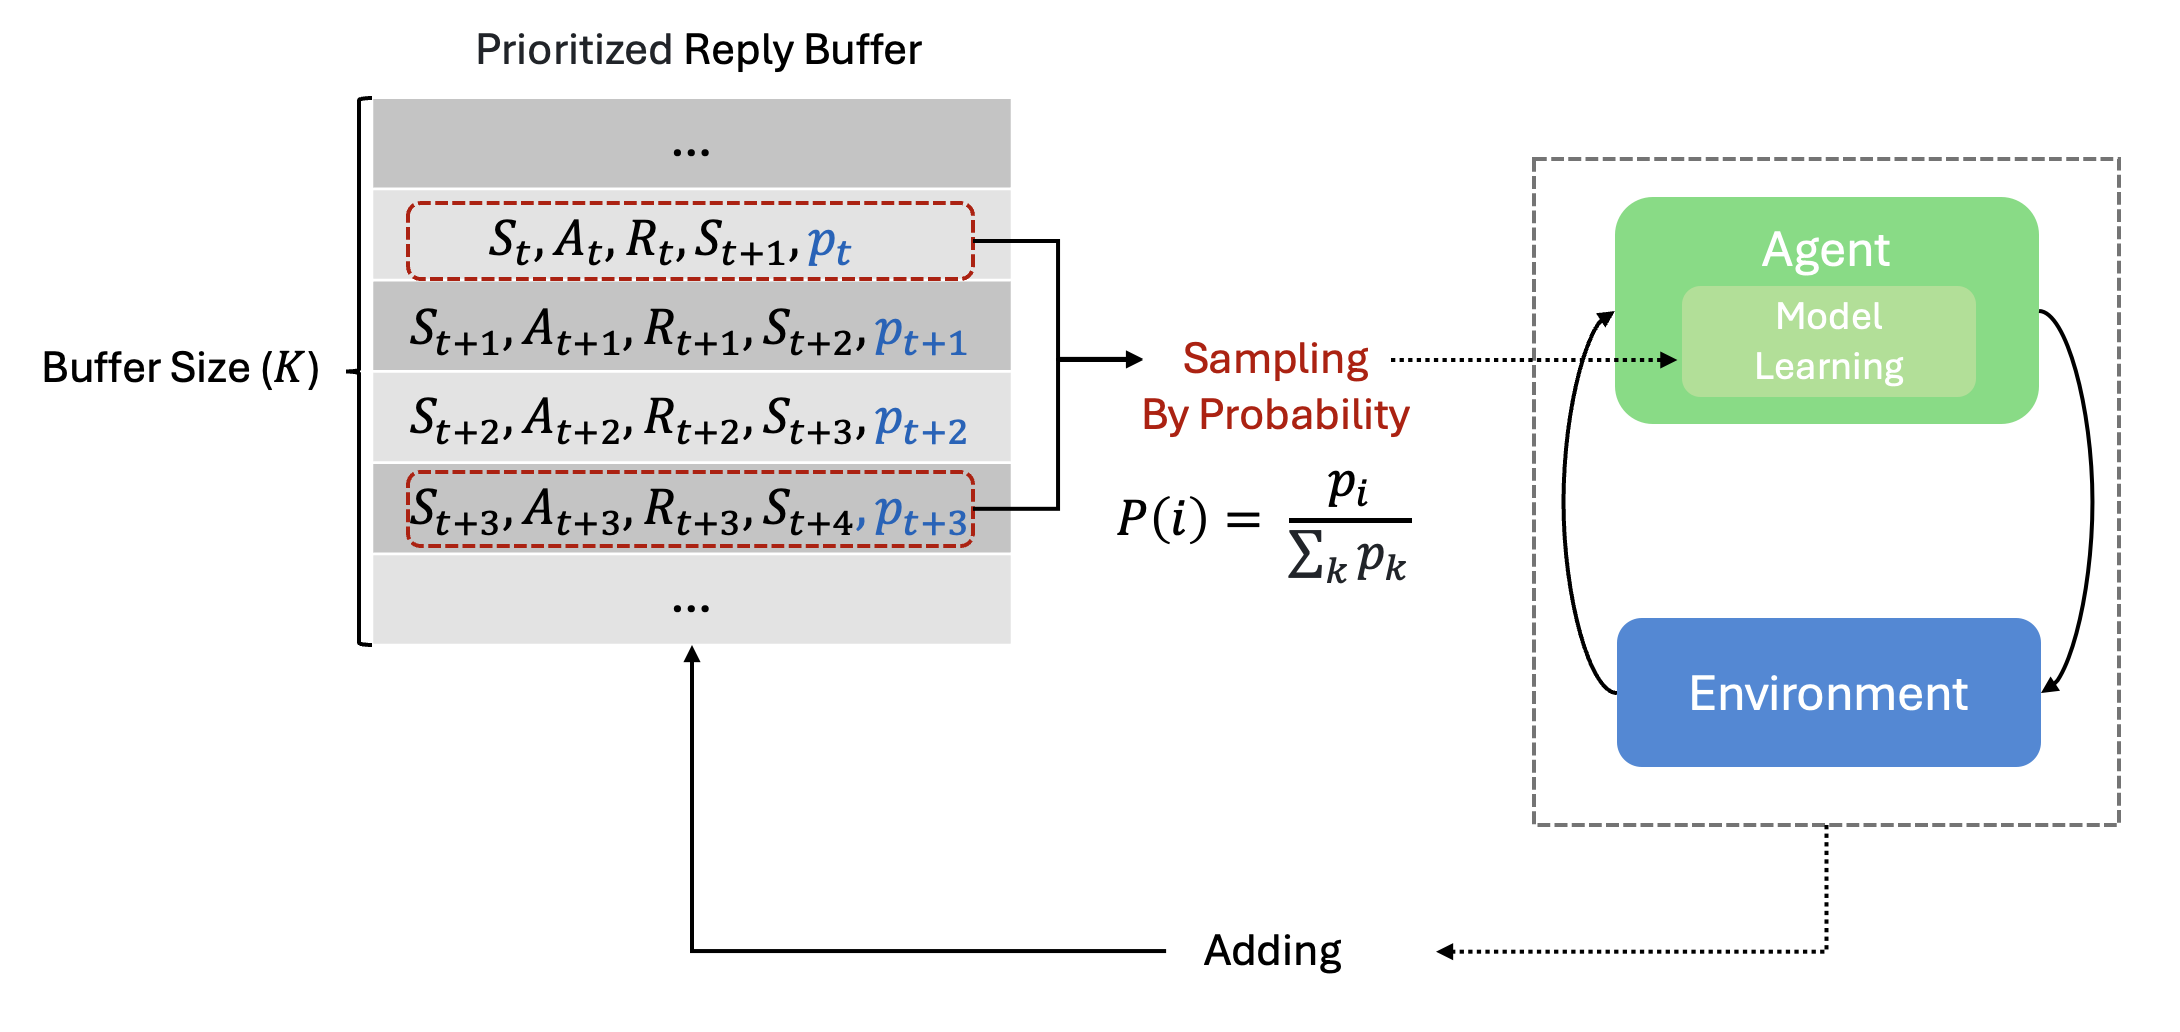 Prioritized Reply Buffer
...
S_t, A_t, R_t, S_{t+1}, p_t
S_{t+1}, A_{t+1}, R_{t+1}, S_{t+2}, p_{t+1}
S_{t+2}, A_{t+2}, R_{t+2}, S_{t+3}, p_{t+2}
S_{t+3}, A_{t+3}, R_{t+3}, S_{t+4}, p_{t+3}
...
Buffer Size (K)
Sampling
By Probability
P(i) = p_i / ∑_k p_k
Agent
Model
Learning
Environment
Adding